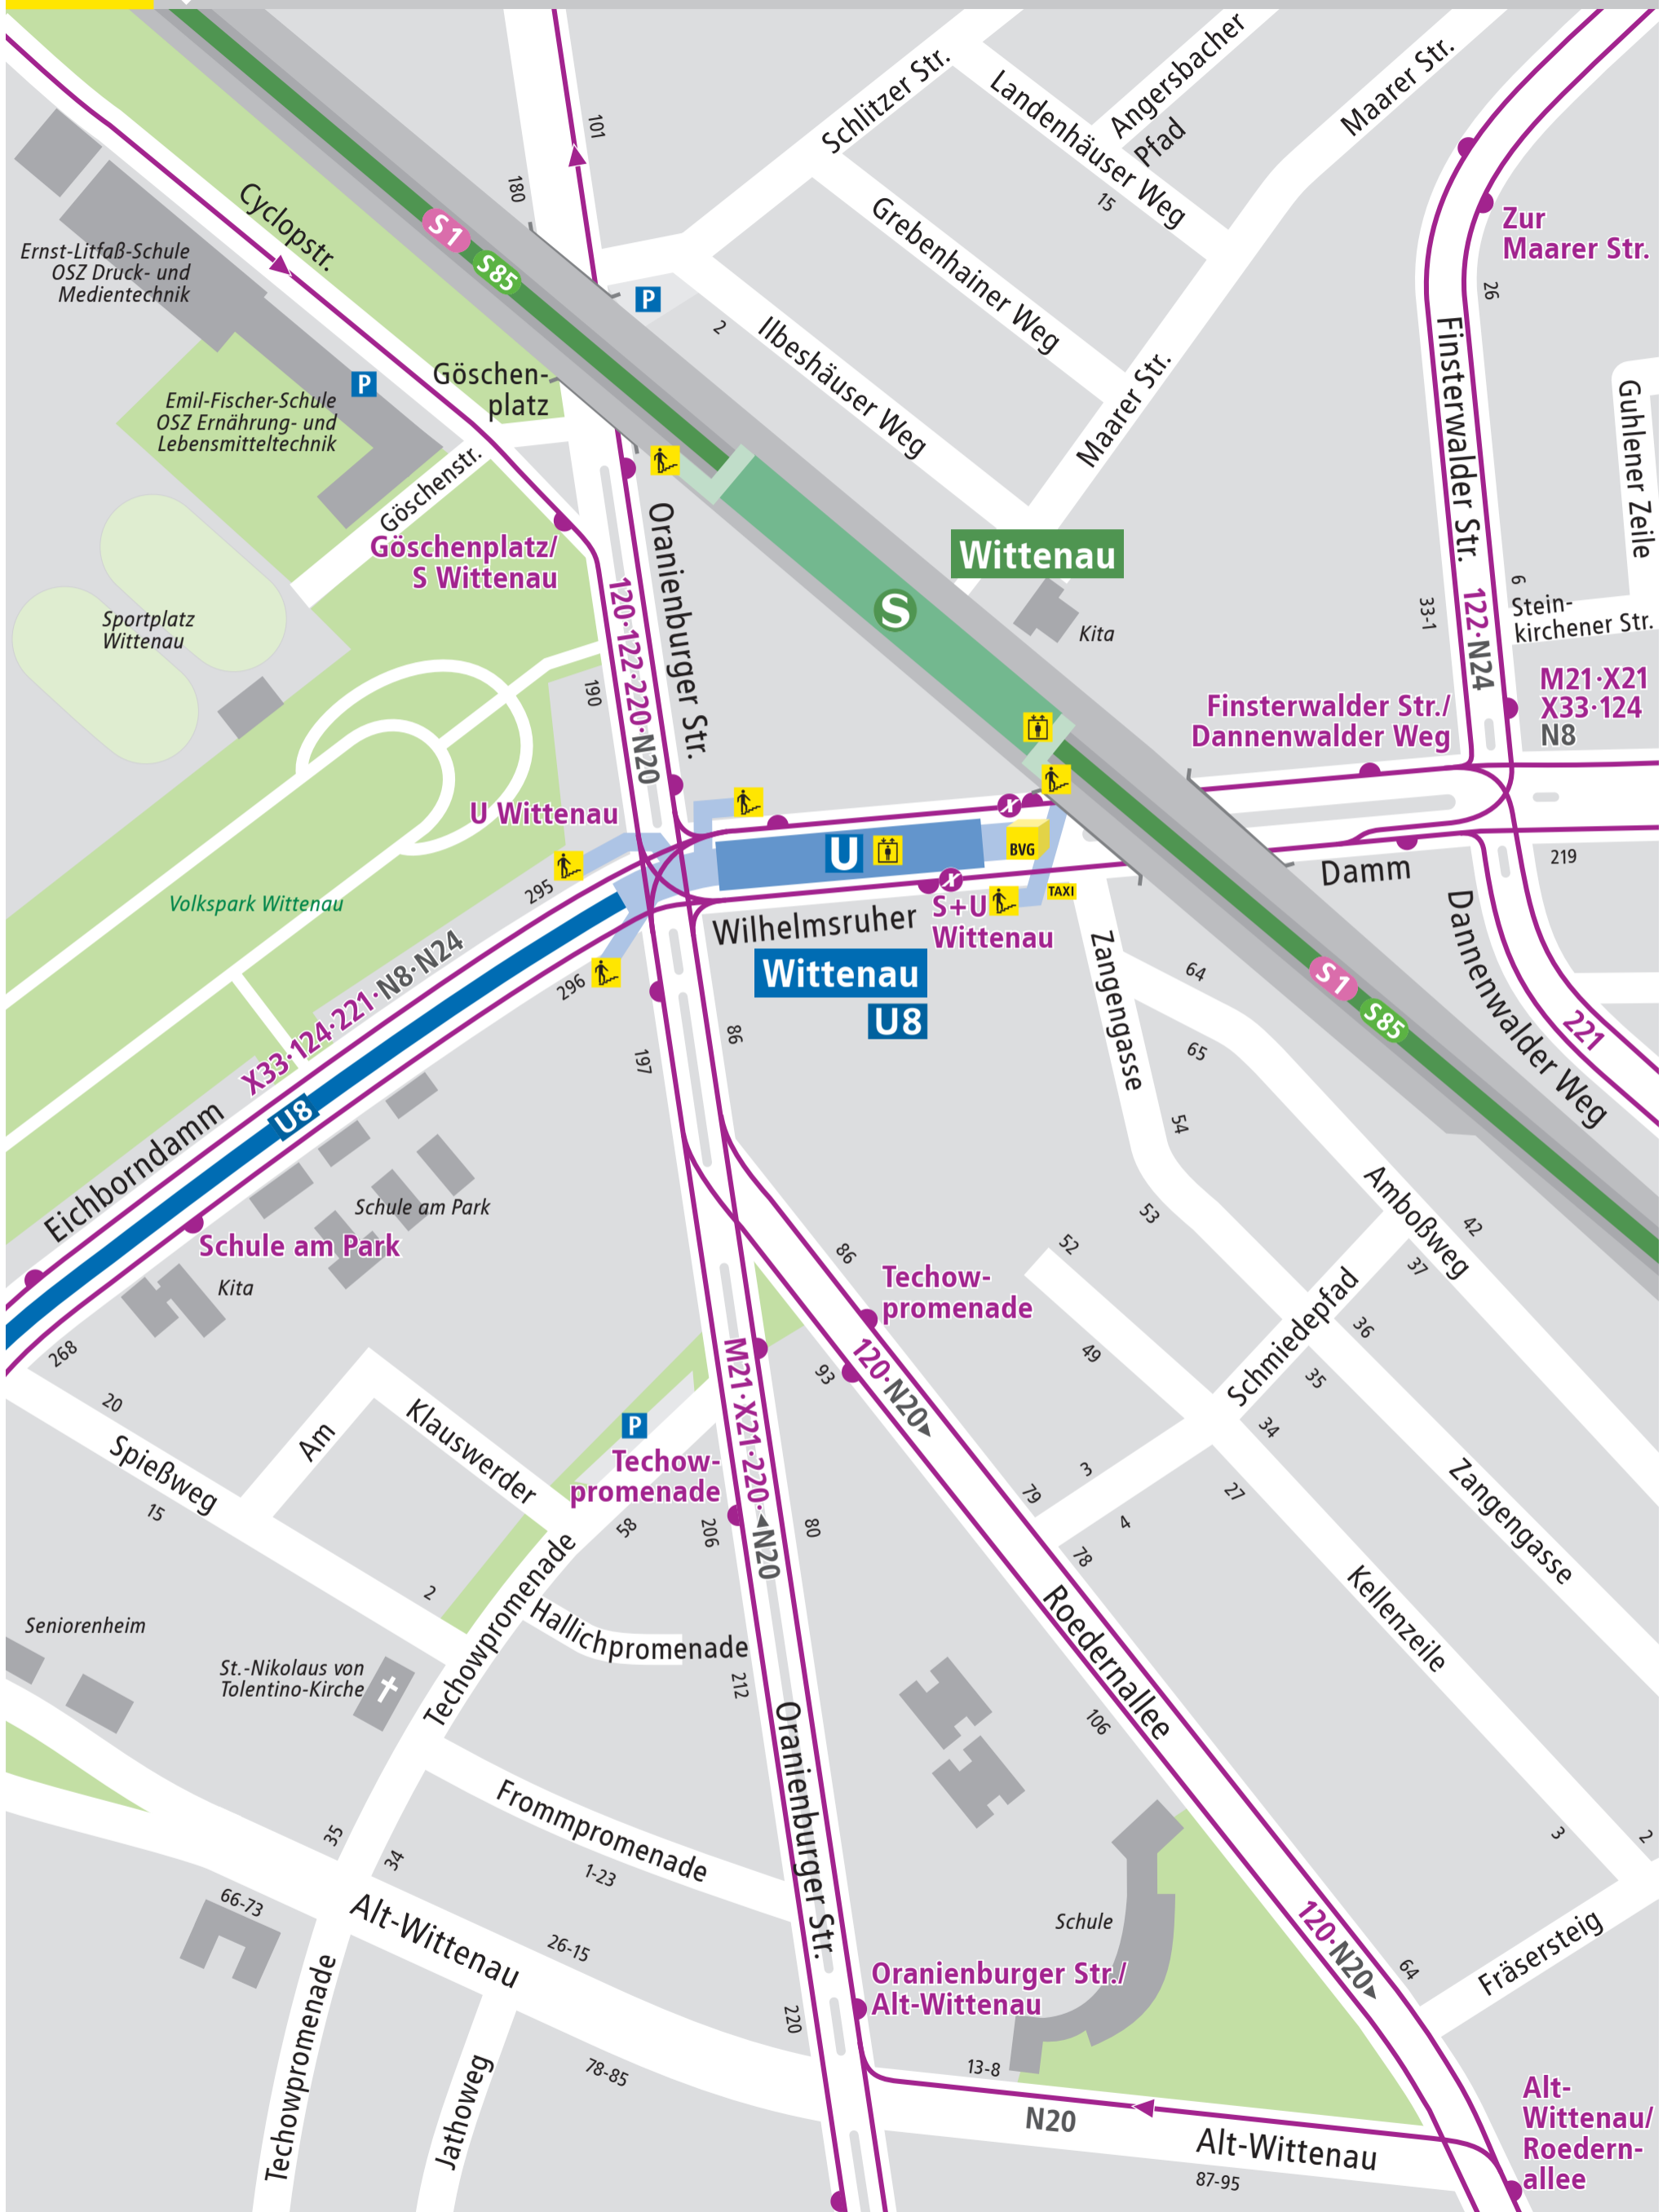 101
180
Schlitzer Str.
Landenhäuser Weg
Angersbacher
Pfad
Maarer Str.
15
Cyclopstr.
S1
S85
Ernst-Litfaß-Schule
OSZ Druck- und
Medientechnik
P
2
Grebenhainer Weg
Ilbeshäuser Weg
Maarer Str.
Zur
Maarer Str.
26
Finsterwalder Str.
Guhlener Zeile
P
Göschen-
platz
Emil-Fischer-Schule
OSZ Ernährung- und
Lebensmitteltechnik
Göschenstr.
Göschenplatz/
S Wittenau
Oranienburger Str.
120·122·220·N20
190
Sportplatz
Wittenau
Wittenau
S
Kita
33-1
122·N24
6
Stein-
kirchener Str.
M21·X21
X33·124
N8
Finsterwalder Str./
Dannenwalder Weg
U Wittenau
295
U
BVG
X
X
TAXI
S+U
Wittenau
Wilhelmsruher
Damm
219
Volkspark Wittenau
X33·124·221·N8·N24
296
Wittenau
U8
86
197
Zangengasse
64
65
54
53
S1
S85
Dannenwalder Weg
221
Eichborndamm
U8
Schule am Park
Schule am Park
Kita
268
20
Spießweg
15
Am
Klauswerder
2
P
Techow-
promenade
58
206
M21·X21·220·◄N20
80
86
Techow-
promenade
93
120·N20►
52
49
Amboßweg
42
37
36
35
Schmiedepfad
34
27
3
4
79
78
Zangengasse
Kellenzeile
Roedernallee
106
Seniorenheim
St.-Nikolaus von
Tolentino-Kirche
Techowpromenade
Hallichpromenade
212
Oranienburger Str.
Frommpromenade
1-23
35
34
66-73
Alt-Wittenau
26-15
Techowpromenade
Jathoweg
78-85
220
Oranienburger Str./
Alt-Wittenau
Schule
13-8
N20
Alt-Wittenau
87-95
120·N20►
64
Fräsersteig
3
2
Alt-
Wittenau/
Roedern-
allee